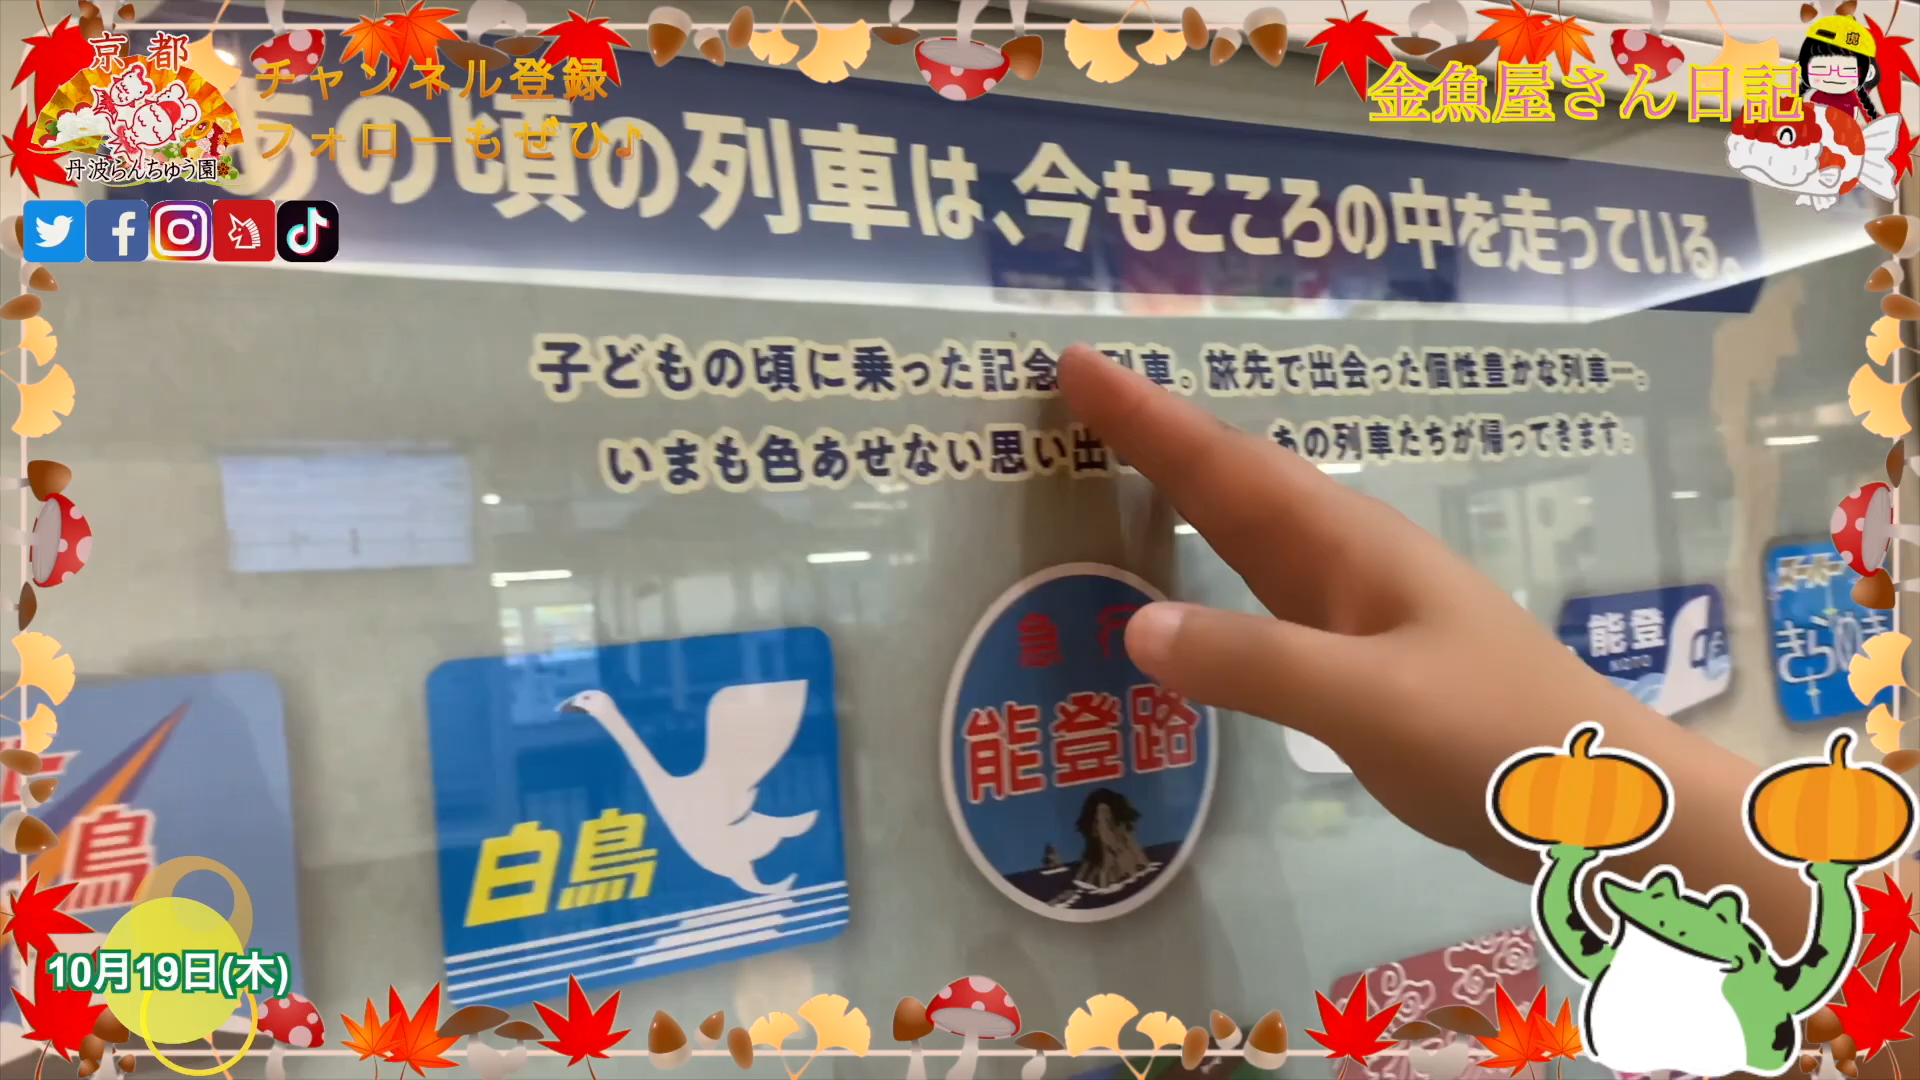 京都
丹波らんちゅう園
チャンネル登録
フォローもぜひ♪
金魚屋さん日記
虎
あの頃の列車は、今もこころの中を走っている。
子どもの頃に乗った記念 列車。旅先で出会った個性豊かな列車―。
いまも色あせない思い出 あの列車たちが帰ってきます。
鳥
白鳥
急行
能登路
能登
NOTO
きらめき
10月19日(木)